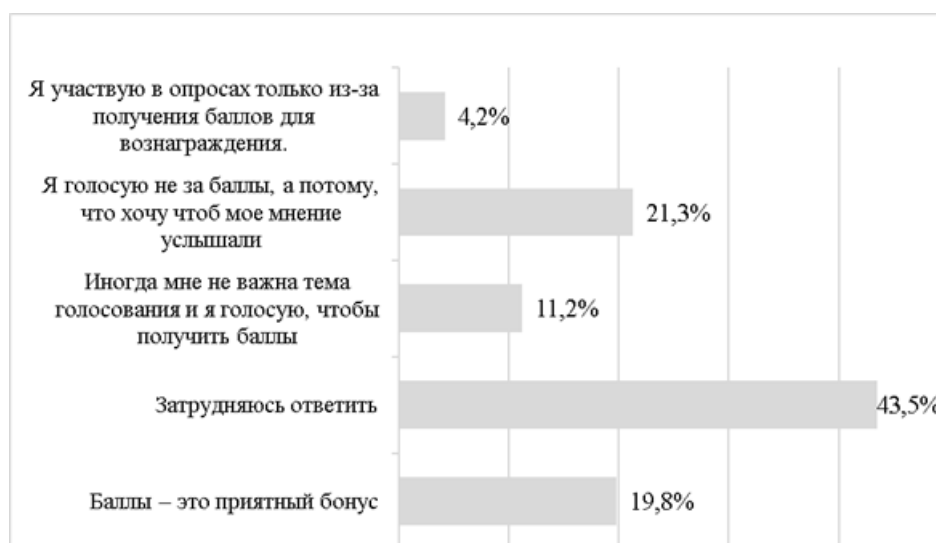 Я участвую в опросах только из-за
получения баллов для
вознаграждения.
4,2%
Я голосую не за баллы, а потому,
что хочу чтоб мое мнение
услышали
21,3%
Иногда мне не важна тема
голосования и я голосую, чтобы
получить баллы
11,2%
Затрудняюсь ответить
43,5%
Баллы – это приятный бонус
19,8%